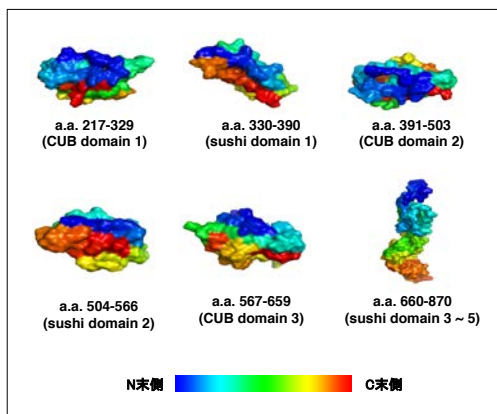 a.a. 217-329
(CUB domain 1)
a.a. 330-390
(sushi domain 1)
a.a. 391-503
(CUB domain 2)
a.a. 504-566
(sushi domain 2)
a.a. 567-659
(CUB domain 3)
a.a. 660-870
(sushi domain 3 ~ 5)
N末側
C末側